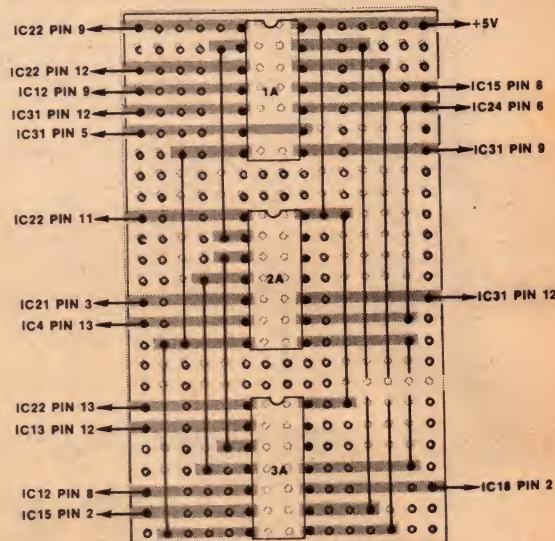 IC22 PIN 9
+5V
IC22 PIN 12
IC12 PIN 9
1A
IC15 PIN 8
IC31 PIN 12
IC24 PIN 6
IC31 PIN 5
IC31 PIN 9
IC22 PIN 11
2A
IC21 PIN 3
IC31 PIN 12
IC4 PIN 13
IC22 PIN 13
IC13 PIN 12
3A
IC12 PIN 8
IC18 PIN 2
IC15 PIN 2